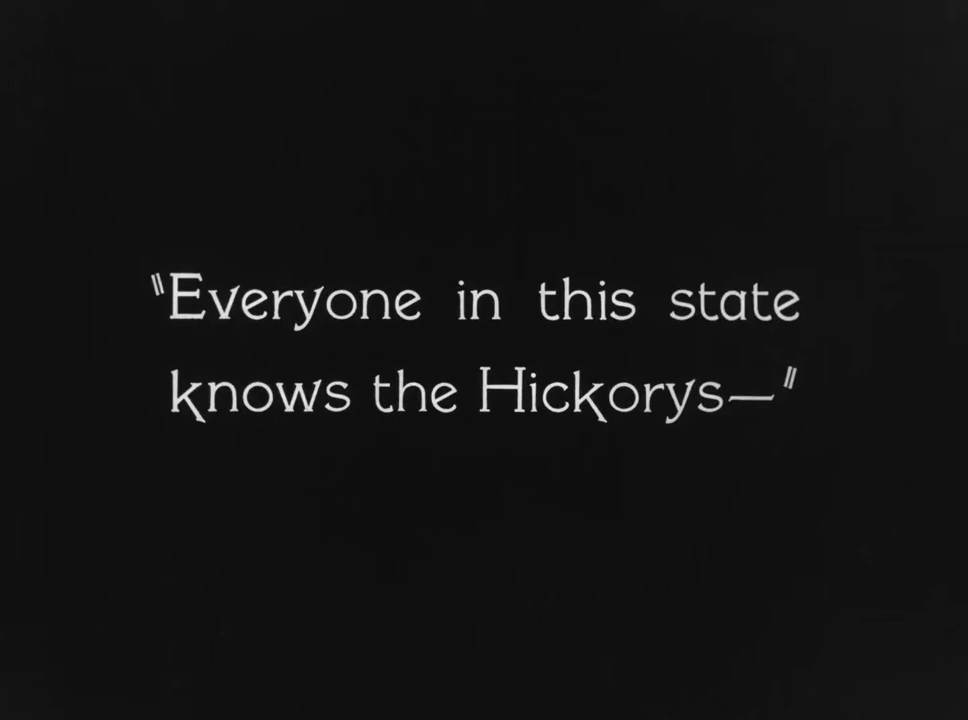 "Everyone in this state
knows the Hickorys—"